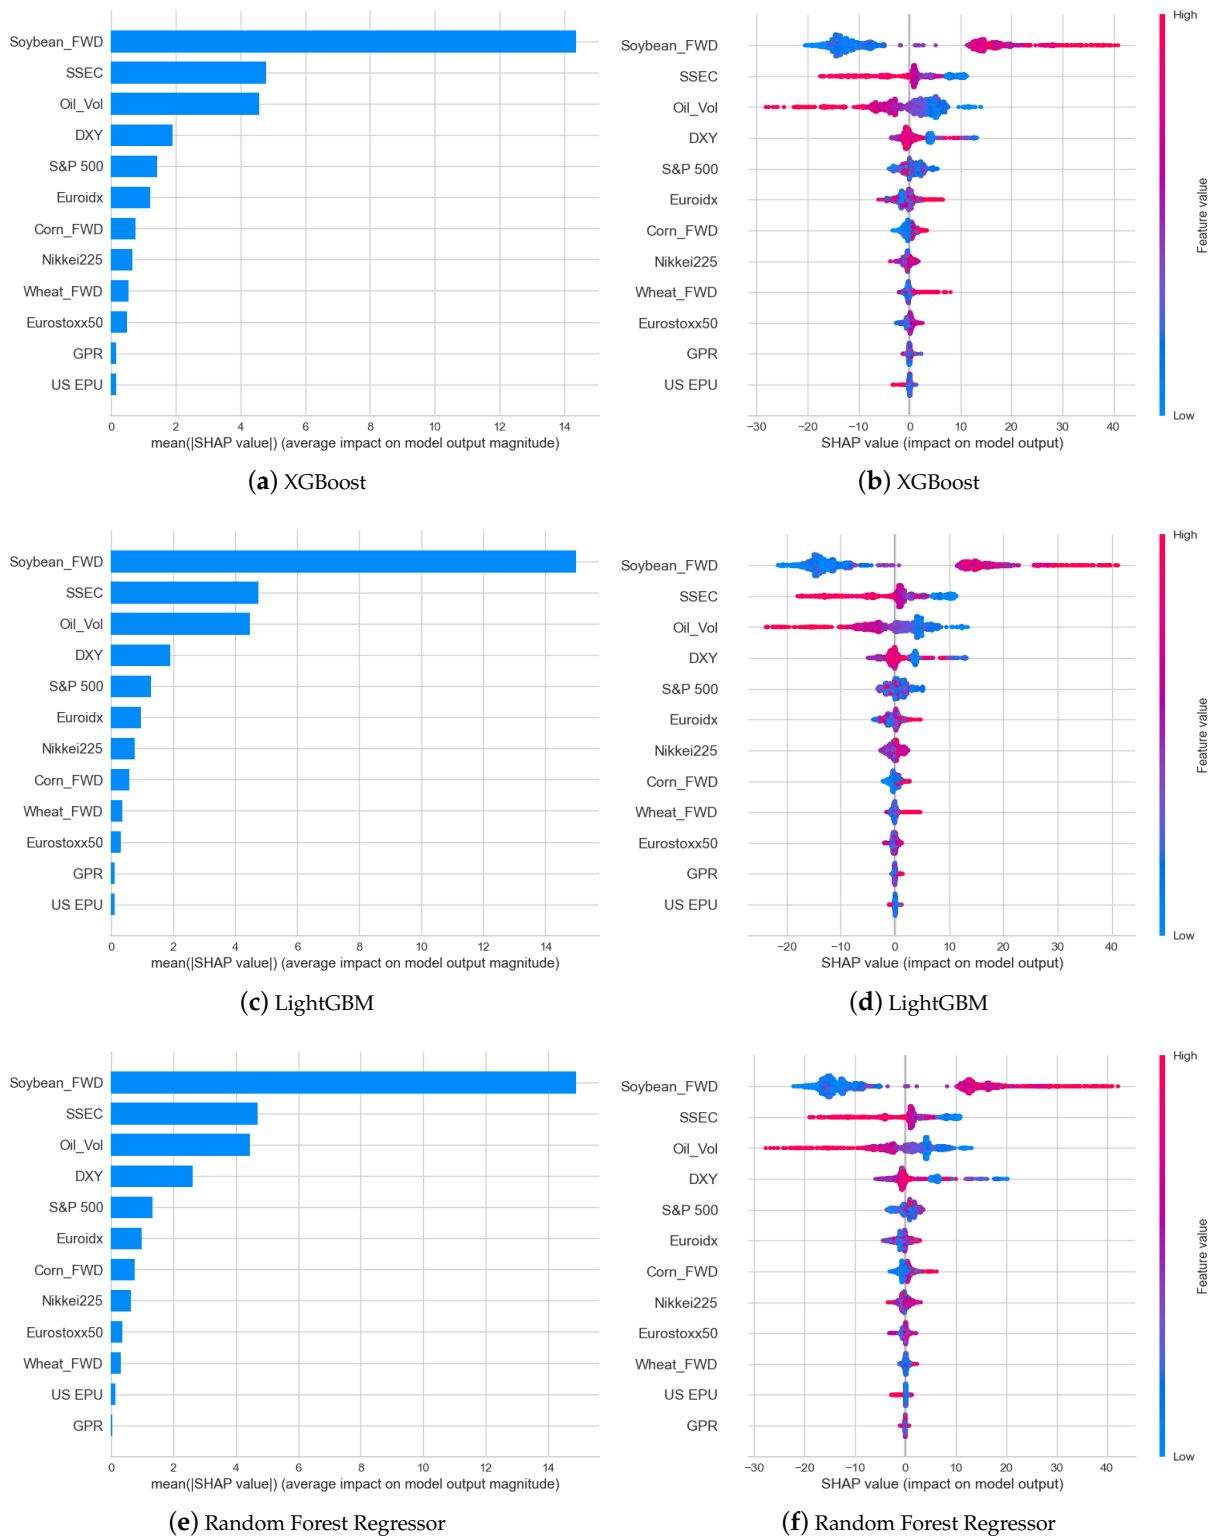 Soybean_FWD
SSEC
Oil_Vol
DXY
S&P 500
Euroidx
Corn_FWD
Nikkei225
Wheat_FWD
Eurostoxx50
GPR
US EPU
0 2 4 6 8 10 12 14
mean(|SHAP value|) (average impact on model output magnitude)
(a) XGBoost
High
Soybean_FWD
SSEC
Oil_Vol
DXY
S&P 500
Euroidx
Corn_FWD
Nikkei225
Wheat_FWD
Eurostoxx50
GPR
US EPU
Low
Feature value
−30 −20 −10 0 10 20 30 40
SHAP value (impact on model output)
(b) XGBoost
Soybean_FWD
SSEC
Oil_Vol
DXY
S&P 500
Euroidx
Nikkei225
Corn_FWD
Wheat_FWD
Eurostoxx50
GPR
US EPU
0 2 4 6 8 10 12 14
mean(|SHAP value|) (average impact on model output magnitude)
(c) LightGBM
High
Soybean_FWD
SSEC
Oil_Vol
DXY
S&P 500
Euroidx
Nikkei225
Corn_FWD
Wheat_FWD
Eurostoxx50
GPR
US EPU
Low
Feature value
−20 −10 0 10 20 30 40
SHAP value (impact on model output)
(d) LightGBM
Soybean_FWD
SSEC
Oil_Vol
DXY
S&P 500
Euroidx
Corn_FWD
Nikkei225
Eurostoxx50
Wheat_FWD
US EPU
GPR
0 2 4 6 8 10 12 14
mean(|SHAP value|) (average impact on model output magnitude)
(e) Random Forest Regressor
High
Soybean_FWD
SSEC
Oil_Vol
DXY
S&P 500
Euroidx
Corn_FWD
Nikkei225
Eurostoxx50
Wheat_FWD
US EPU
GPR
Low
Feature value
−30 −20 −10 0 10 20 30 40
SHAP value (impact on model output)
(f) Random Forest Regressor